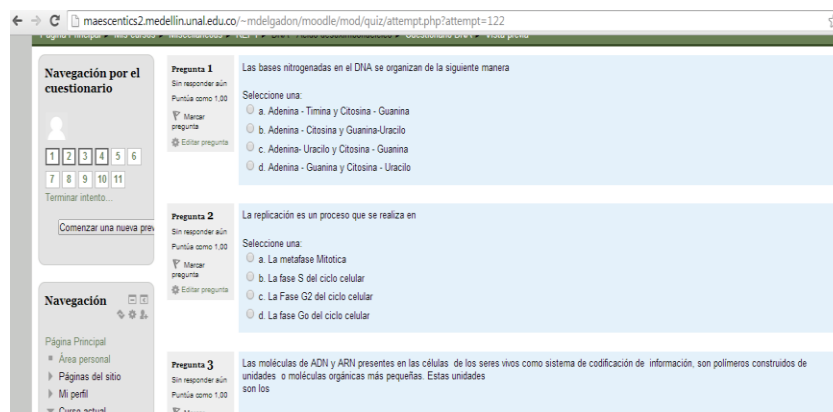 maescentics2.medellin.unal.edu.co/~mdelgadon/moodle/mod/quiz/attempt.php?attempt=122
Navegación por el
cuestionario
1 2 3 4 5 6
7 8 9 10 11
Terminar intento...
Comenzar una nueva prev
Navegación
Página Principal
Área personal
Páginas del sitio
Mi perfil
Curso actual
Pregunta 1
Sin responder aún
Puntúa como 1,00
Marcar
pregunta
Editar pregunta
Las bases nitrogenadas en el DNA se organizan de la siguiente manera
Seleccione una:
a. Adenina - Timina y Citosina - Guanina
b. Adenina - Citosina y Guanina-Uracilo
c. Adenina- Uracilo y Citosina - Guanina
d. Adenina - Guanina y Citosina - Uracilo
Pregunta 2
Sin responder aún
Puntúa como 1,00
Marcar
pregunta
Editar pregunta
La replicación es un proceso que se realiza en
Seleccione una:
a. La metafase Mitotica
b. La fase S del ciclo celular
c. La Fase G2 del ciclo celular
d. La fase Go del ciclo celular
Pregunta 3
Sin responder aún
Puntúa como 1,00
Las moléculas de ADN y ARN presentes en las células de los seres vivos como sistema de codificación de información, son polímeros construidos de
unidades o moléculas orgánicas más pequeñas. Estas unidades
son los